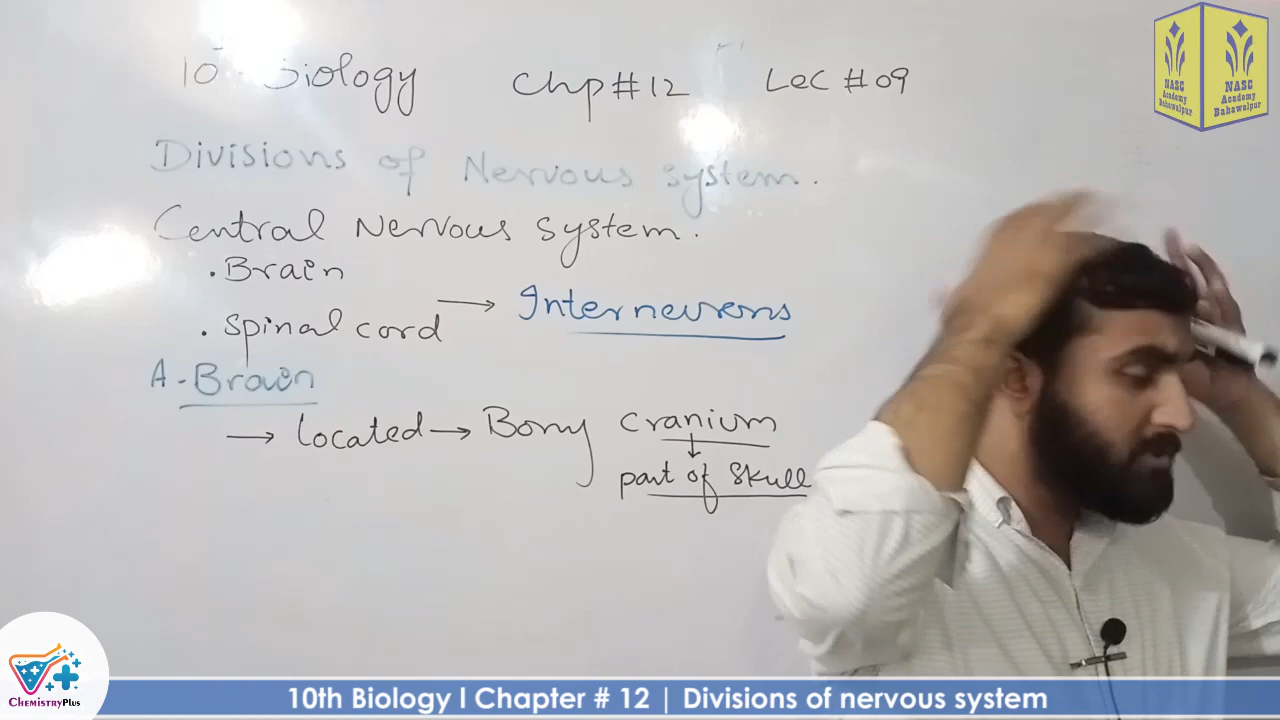 10th Biology Chp # 12 Lec # 09
Divisions of Nervous system.
Central Nervous system.
. Brain
. Spinal cord → Interneurons
A - Brain
→ located → Bony cranium
↓
part of skull
NASC
Academy
Bahawalpur
NASC
Academy
Bahawalpur
ChemistryPlus
10th Biology l Chapter # 12 | Divisions of nervous system